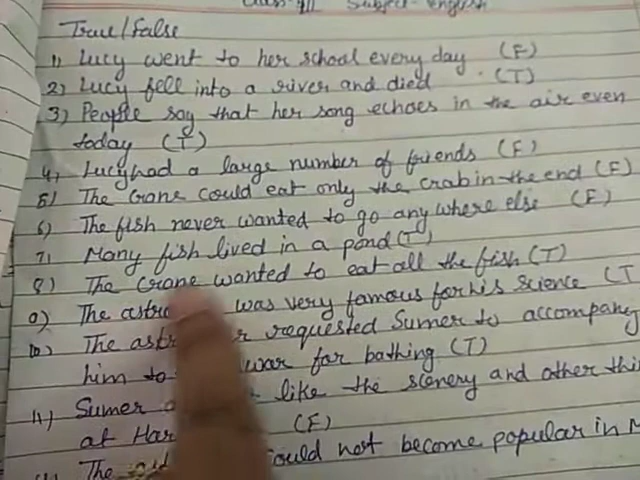 Subject- English
True/False
1) Lucy went to her school every day (F)
2) Lucy fell into a river and died (T)
3) People say that her song echoes in the air even
today (T)
4) Lucy had a large number of friends (F)
5) The Crane could eat only the crab in the end (F)
6) The fish never wanted to go any where else (F)
7) Many fish lived in a pond (T)
8) The crane wanted to eat all the fish (T)
9) The was very famous for his science (T
10) The requested Sumer to accompany
him to war for bathing (T)
11) Sumer like the scenery and other
at (F)
The could not become popular in